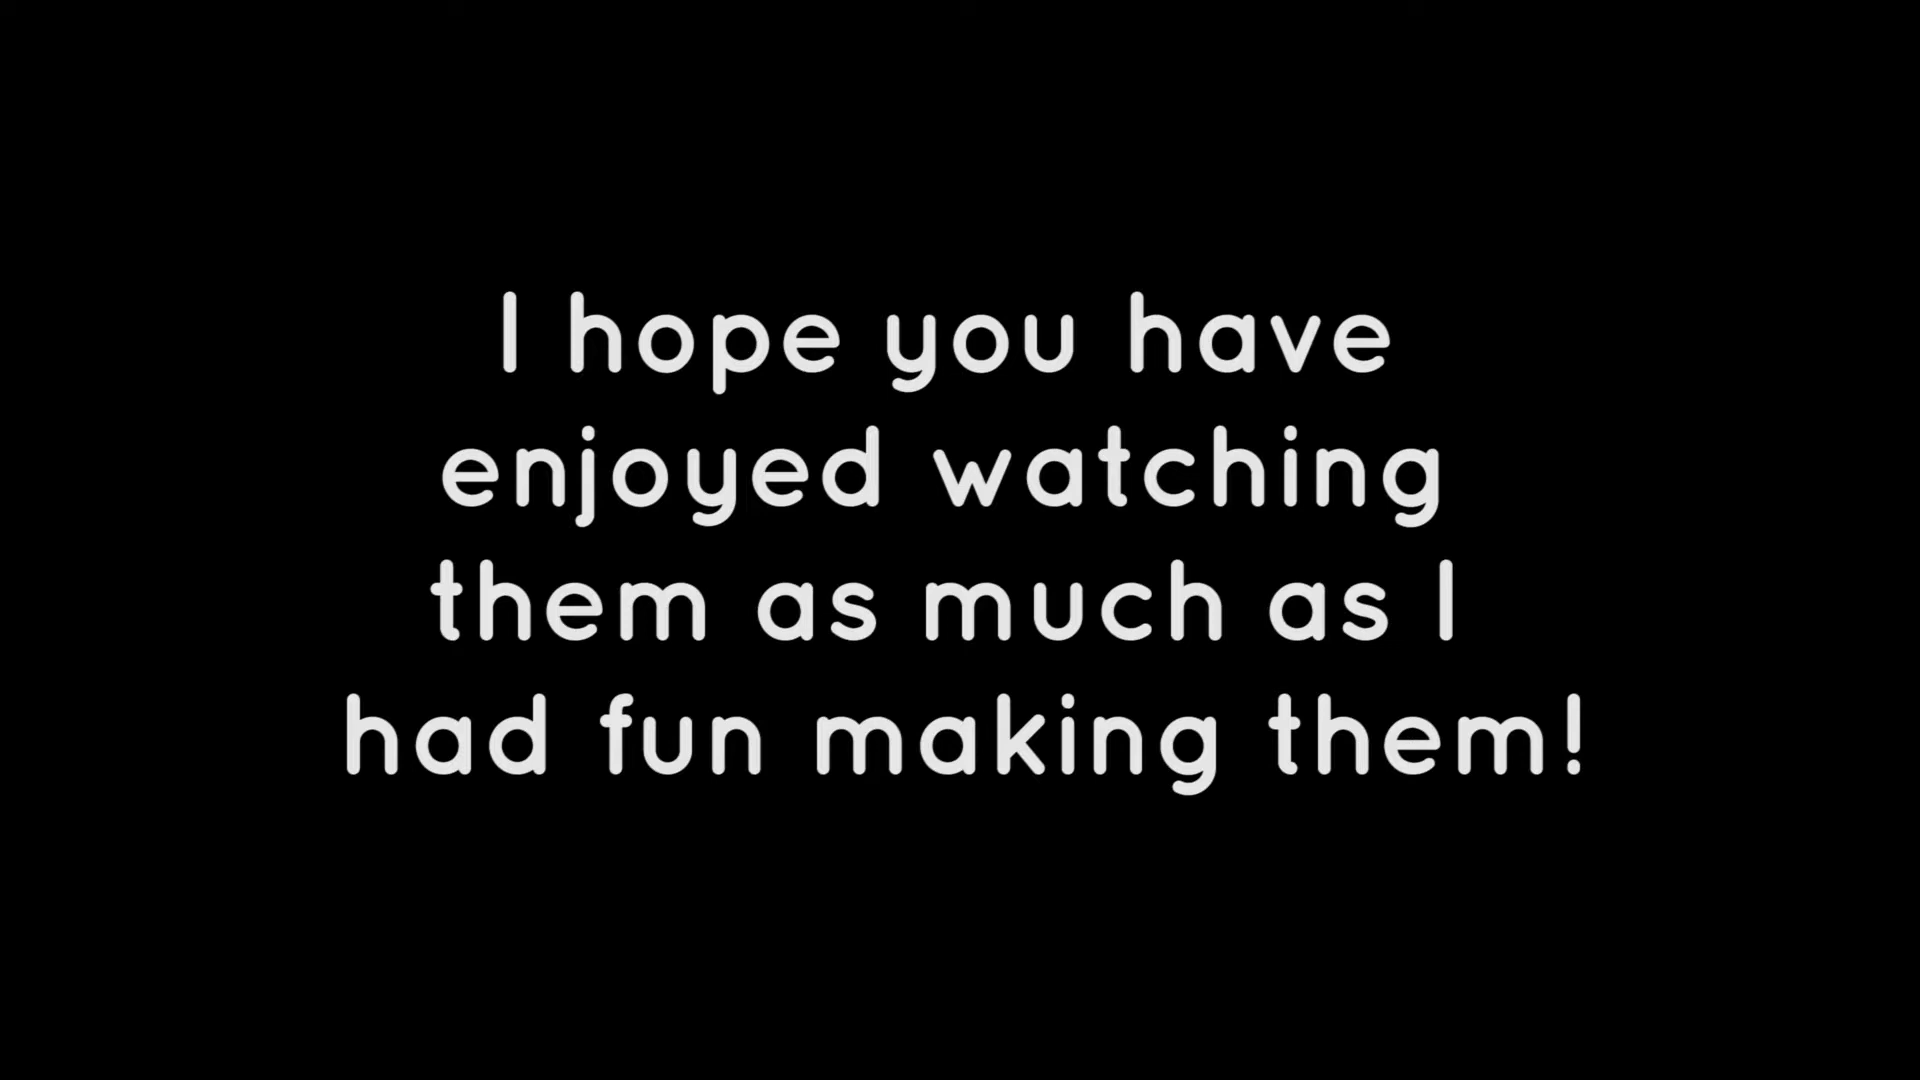 I hope you have
enjoyed watching
them as much as I
had fun making them!